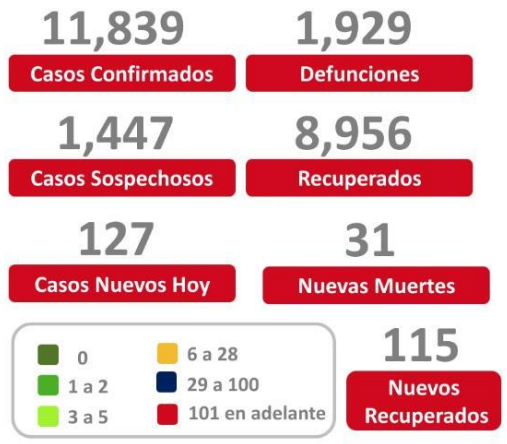 11,839
Casos Confirmados
1,929
Defunciones
1,447
Casos Sospechosos
8,956
Recuperados
127
Casos Nuevos Hoy
31
Nuevas Muertes
0
1 a 2
3 a 5
6 a 28
29 a 100
101 en adelante
115
Nuevos
Recuperados